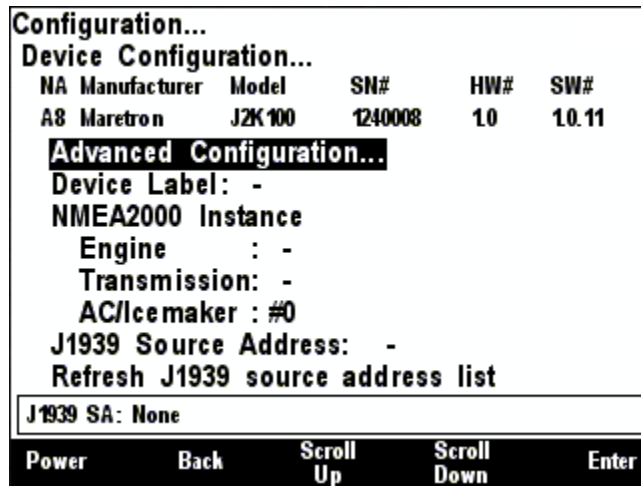 Configuration...
Device Configuration...
NA Manufacturer Model SN# HW# SW#
A8 Maretron J2K100 1240008 1.0 1.0.11
Advanced Configuration...
Device Label: -
NMEA2000 Instance
Engine : -
Transmission: -
AC/Icemaker : #0
J1939 Source Address: -
Refresh J1939 source address list
J1939 SA: None
Power Back Scroll Up Scroll Down Enter